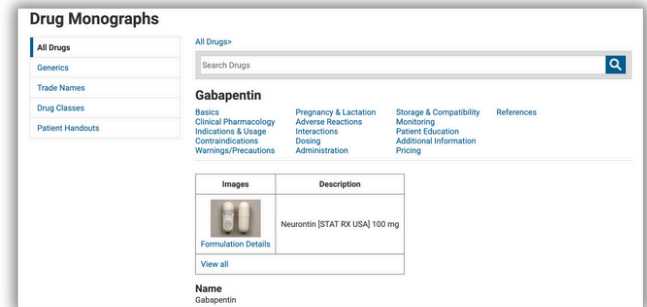 Drug Monographs
All Drugs
Generics
Trade Names
Drug Classes
Patient Handouts
All Drugs>
Search Drugs
Gabapentin
Basics
Clinical Pharmacology
Indications & Usage
Contraindications
Warnings/Precautions
Pregnancy & Lactation
Adverse Reactions
Interactions
Dosing
Administration
Storage & Compatibility
Monitoring
Patient Education
Additional Information
Pricing
References
Images Description
Neurontin [STAT RX USA] 100 mg
Formulation Details
View all
Name
Gabapentin